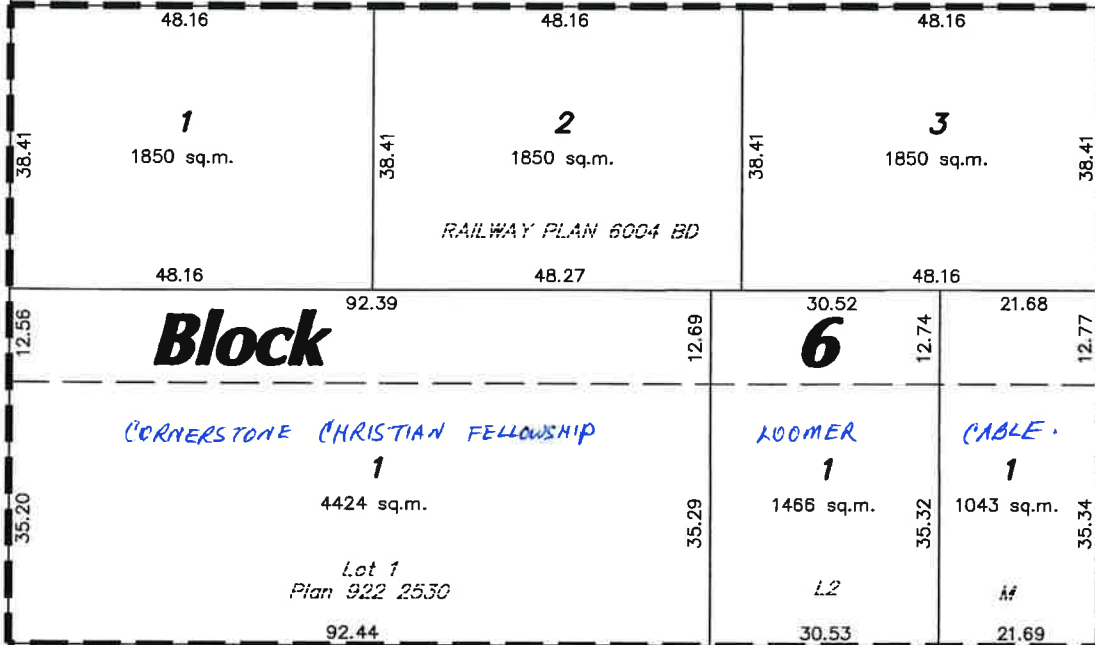 48.16 48.16 48.16
1 2 3
1850 sq.m. 1850 sq.m. 1850 sq.m.
38.41 38.41 38.41 38.41
RAILWAY PLAN 6004 BD
48.16 48.27 48.16
92.39 30.52 21.68
12.56 Block 12.69 6 12.74 12.77
CORNERSTONE CHRISTIAN FELLOWSHIP LOOMER CABLE.
1 1 1
4424 sq.m. 1466 sq.m. 1043 sq.m.
35.20 35.29 35.32 35.34
Lot 1
Plan 922 2530 L2 M
92.44 30.53 21.69